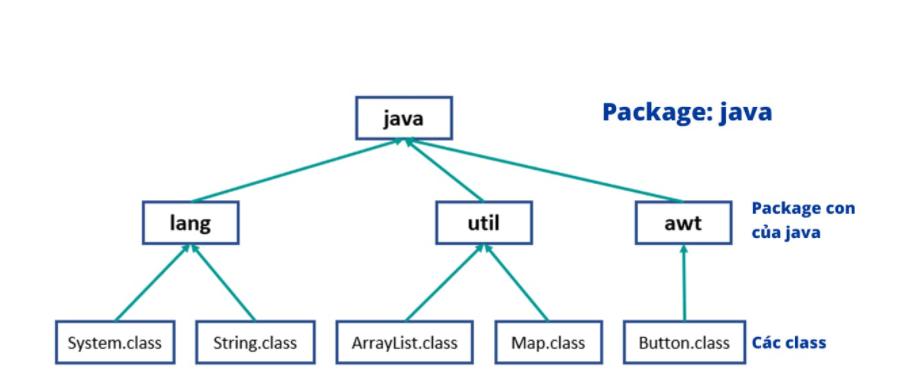 java
Package: java
lang
util
awt
Package con
của java
System.class
String.class
ArrayList.class
Map.class
Button.class
Các class